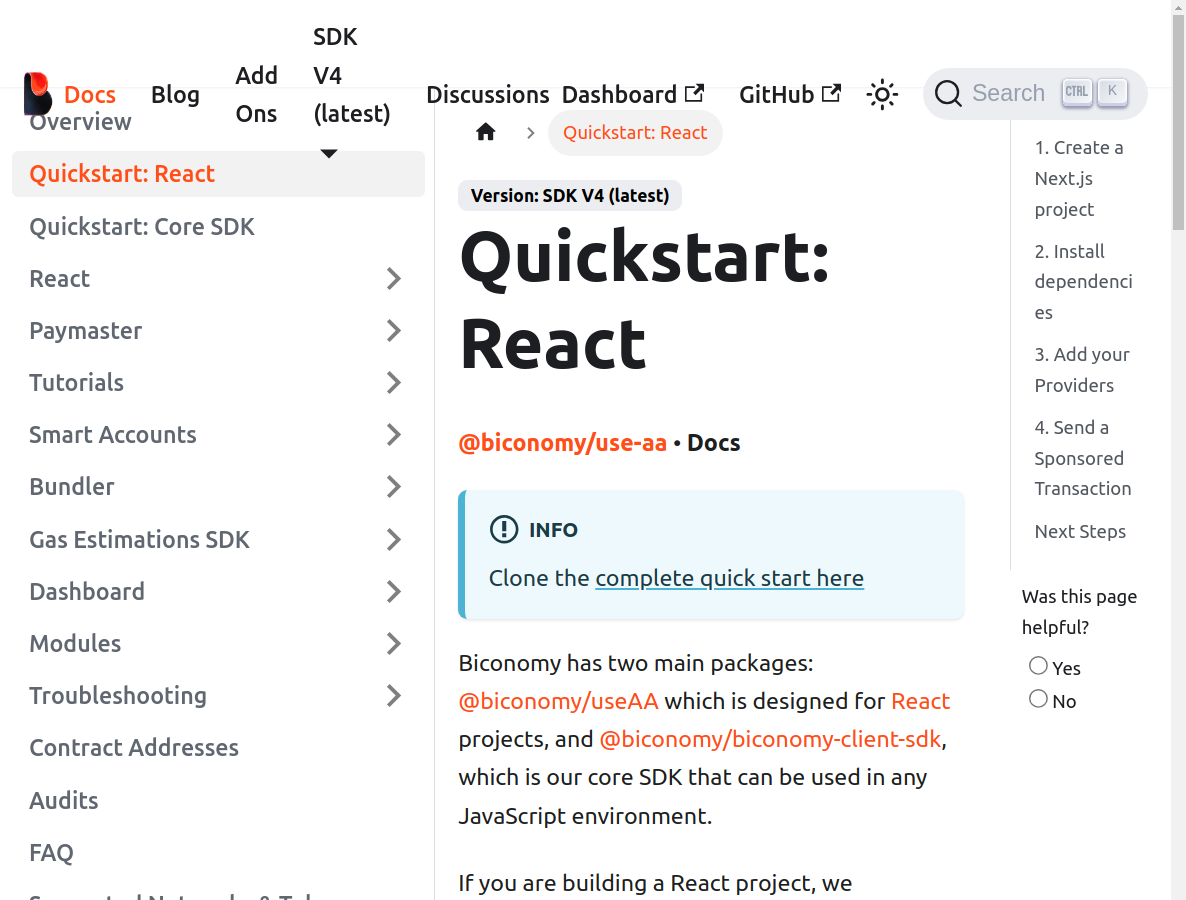 Docs
Blog
Add
Ons
SDK
V4
(latest)
Discussions
Dashboard
GitHub
Search
CTRL
K
Overview
Quickstart: React
Quickstart: Core SDK
React
Paymaster
Tutorials
Smart Accounts
Bundler
Gas Estimations SDK
Dashboard
Modules
Troubleshooting
Contract Addresses
Audits
FAQ
Quickstart: React
Version: SDK V4 (latest)
Quickstart:
React
@biconomy/use-aa • Docs
INFO
Clone the complete quick start here
Biconomy has two main packages:
@biconomy/useAA which is designed for React
projects, and @biconomy/biconomy-client-sdk,
which is our core SDK that can be used in any
JavaScript environment.
If you are building a React project, we
1. Create a
Next.js
project
2. Install
dependenci
es
3. Add your
Providers
4. Send a
Sponsored
Transaction
Next Steps
Was this page
helpful?
Yes
No